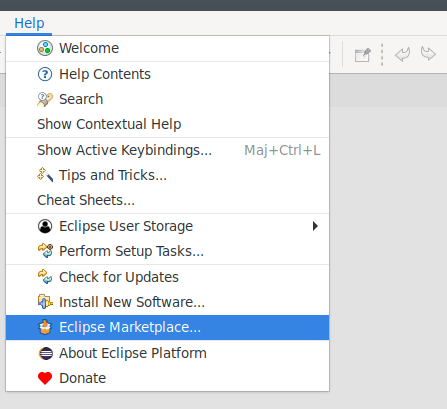 Help
Welcome
Help Contents
Search
Show Contextual Help
Show Active Keybindings... Maj+Ctrl+L
Tips and Tricks...
Cheat Sheets...
Eclipse User Storage
Perform Setup Tasks...
Check for Updates
Install New Software...
Eclipse Marketplace...
About Eclipse Platform
Donate